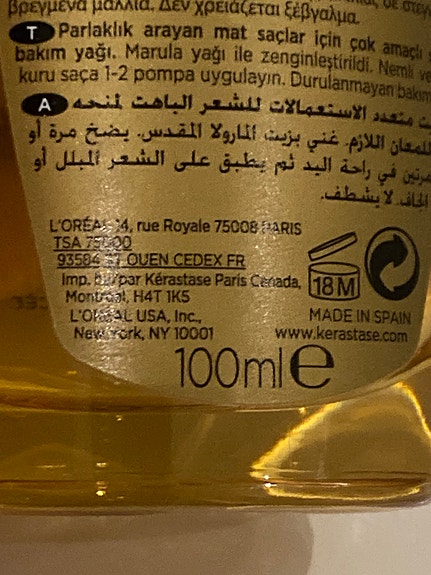 βρεγμένα μαλλιά. Δεν χρειάζεται ξέβγαλμα.
T Parlaklık arayan mat saçlar için çok amaçlı
bakım yağı. Marula yağı ile zenginleştirildi. Nemli ve
kuru saça 1-2 pompa uygulayın. Durulanmayan bakım
A متعدد الاستعمالات للشعر الباهت لمنحه
اللمعان اللازم. غني بزيت المارولا المقدس. يضخ مرة أو
مرتين في راحة اليد ثم يطبق على الشعر المبلل أو
الجاف. لا يشطف.
L'ORÉAL 14, rue Royale 75008 PARIS
TSA 75000
93584 ST OUEN CEDEX FR
Imp. by/par Kérastase Paris Canada,
Montréal, H4T 1K5
L'ORÉAL USA, Inc.,
New York, NY 10001
18M
MADE IN SPAIN
www.kerastase.com
100ml e